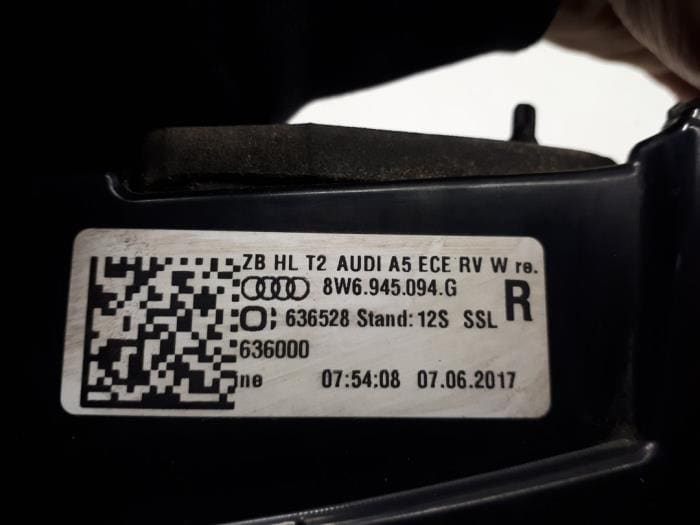 ZB HL T2 AUDI A5 ECE RV W re.
8W6.945.094.G R
636528 Stand: 12S SSL
636000
ne 07:54:08 07.06.2017